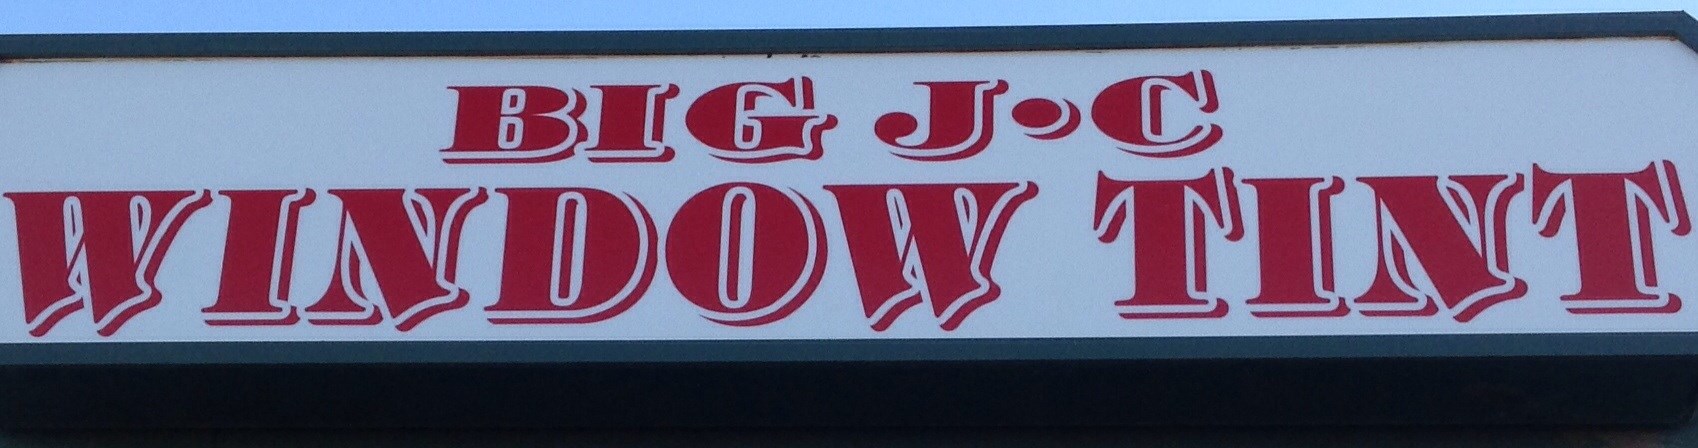 BIG J•C
WINDOW TINT